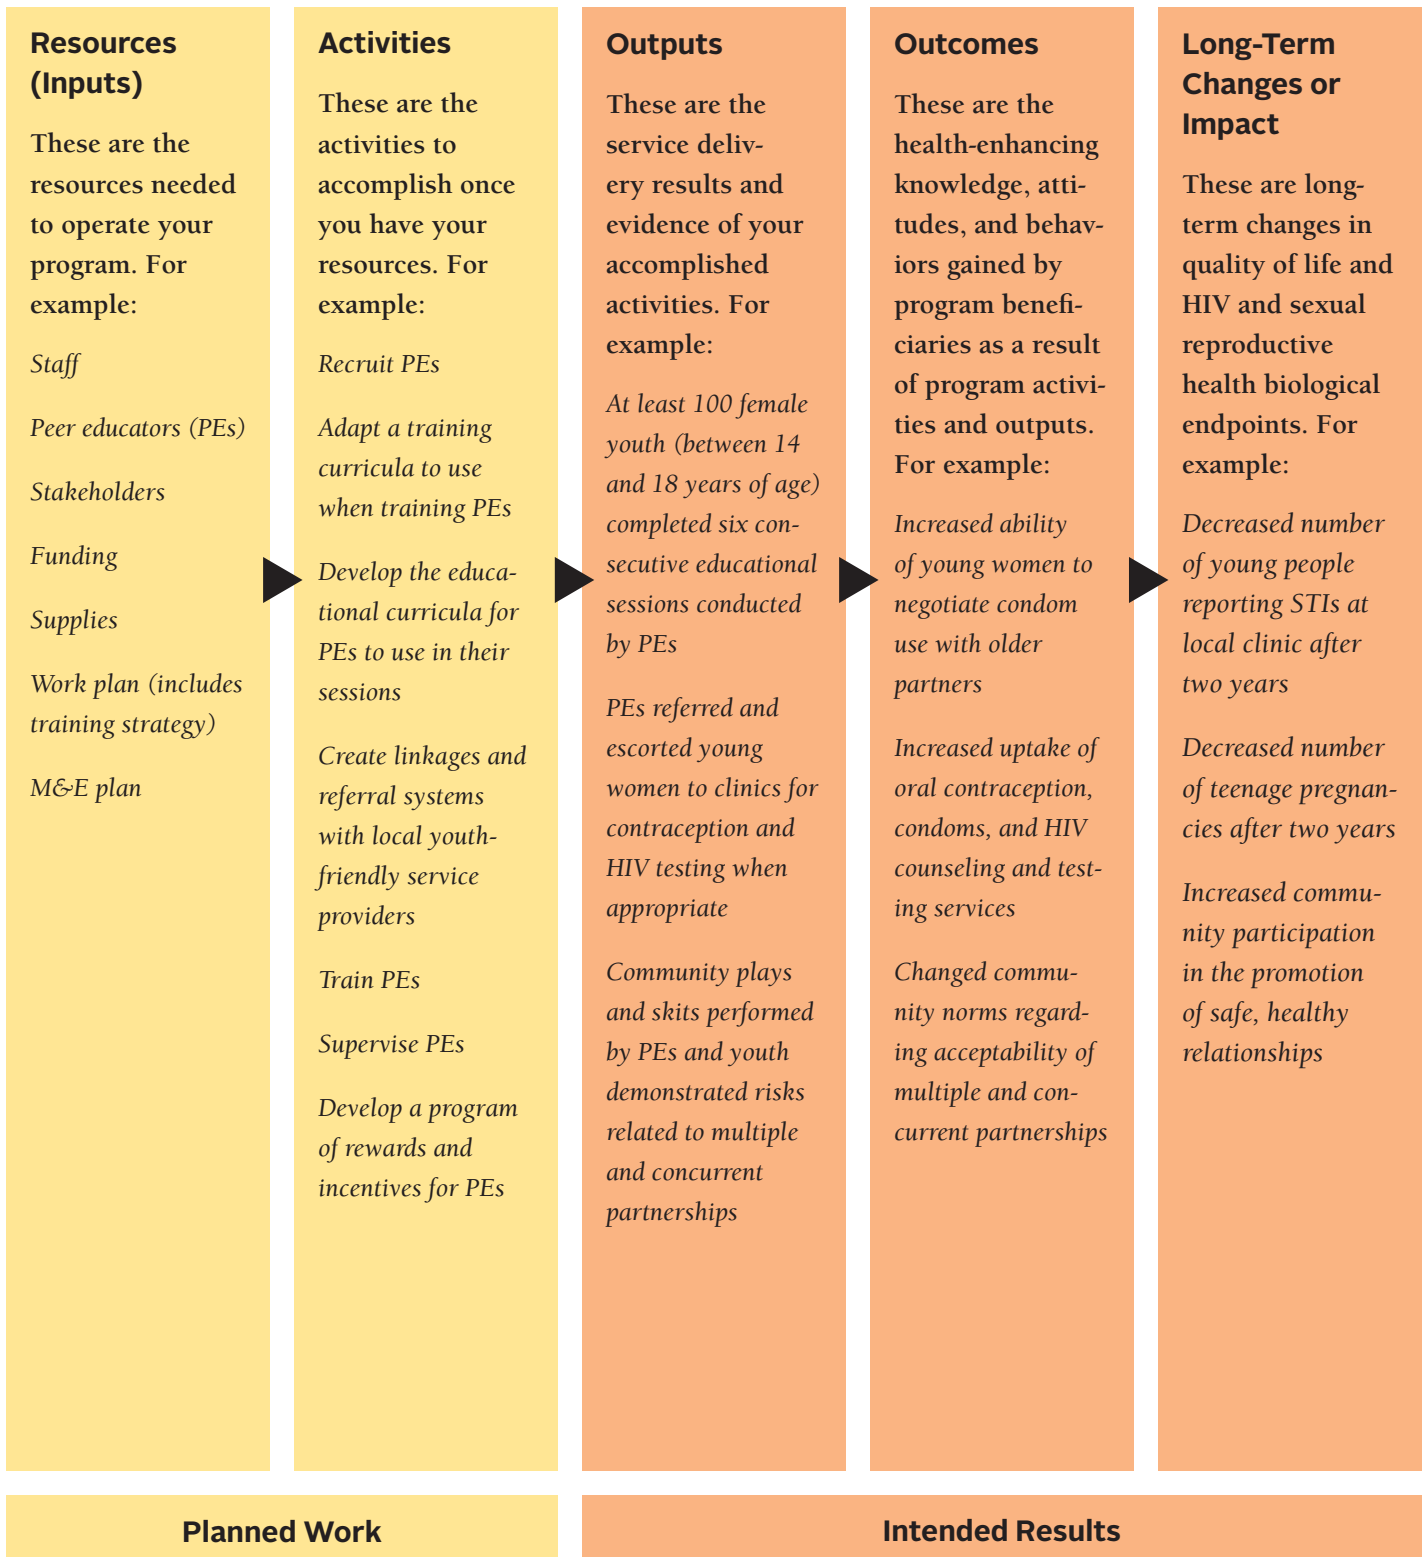 Resources
(Inputs)
These are the
resources needed
to operate your
program. For
example:
Staff
Peer educators (PEs)
Stakeholders
Funding
Supplies
Work plan (includes
training strategy)
M&E plan
Activities
These are the
activities to
accomplish once
you have your
resources. For
example:
Recruit PEs
Adapt a training
curricula to use
when training PEs
Develop the educa-
tional curricula for
PEs to use in their
sessions
Create linkages and
referral systems
with local youth-
friendly service
providers
Train PEs
Supervise PEs
Develop a program
of rewards and
incentives for PEs
Outputs
These are the
service deliv-
ery results and
evidence of your
accomplished
activities. For
example:
At least 100 female
youth (between 14
and 18 years of age)
completed six con-
secutive educational
sessions conducted
by PEs
PEs referred and
escorted young
women to clinics for
contraception and
HIV testing when
appropriate
Community plays
and skits performed
by PEs and youth
demonstrated risks
related to multiple
and concurrent
partnerships
Outcomes
These are the
health-enhancing
knowledge, atti-
tudes, and behav-
iors gained by
program benefi-
ciaries as a result
of program activi-
ties and outputs.
For example:
Increased ability
of young women to
negotiate condom
use with older
partners
Increased uptake of
oral contraception,
condoms, and HIV
counseling and test-
ing services
Changed commu-
nity norms regard-
ing acceptability of
multiple and con-
current partnerships
Long-Term
Changes or
Impact
These are long-
term changes in
quality of life and
HIV and sexual
reproductive
health biological
endpoints. For
example:
Decreased number
of young people
reporting STIs at
local clinic after
two years
Decreased number
of teenage pregnan-
cies after two years
Increased commu-
nity participation
in the promotion
of safe, healthy
relationships
Planned Work
Intended Results